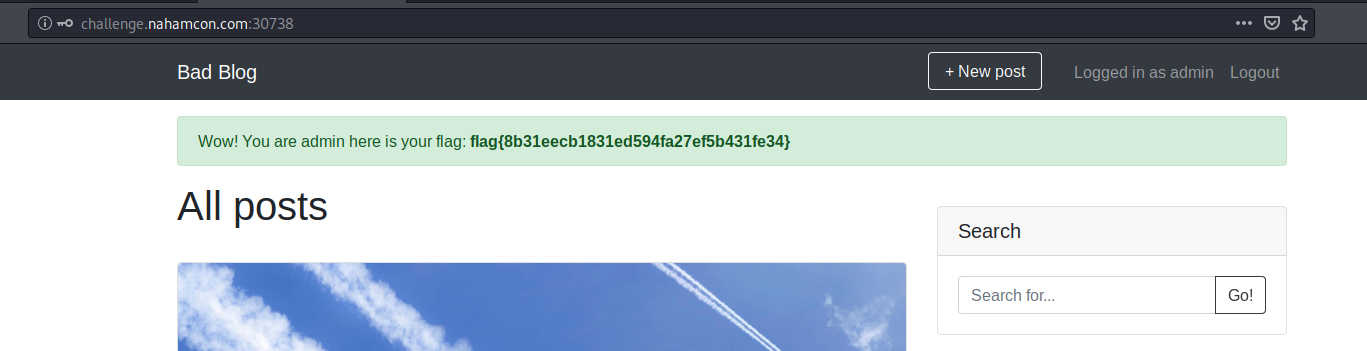 challenge.nahamcon.com:30738
Bad Blog
+ New post
Logged in as admin
Logout
Wow! You are admin here is your flag: flag{8b31eecb1831ed594fa27ef5b431fe34}
All posts
Search
Search for...
Go!